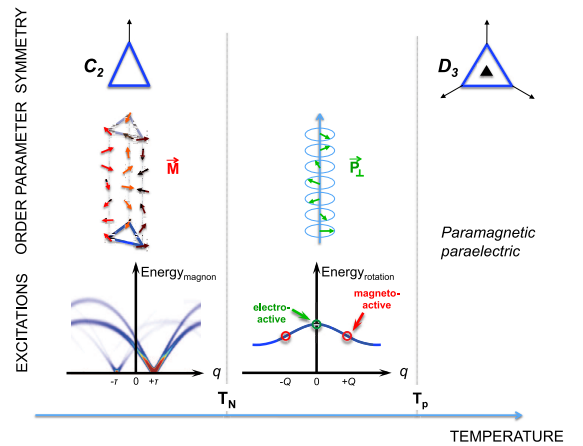 SYMMETRY
C2
D3
ORDER PARAMETER
M
P⊥
Paramagnetic
paraelectric
EXCITATIONS
Energymagnon
q
-τ 0 +τ
Energyrotation
electro-
active
magneto-
active
q
-Q 0 +Q
TN
Tp
TEMPERATURE